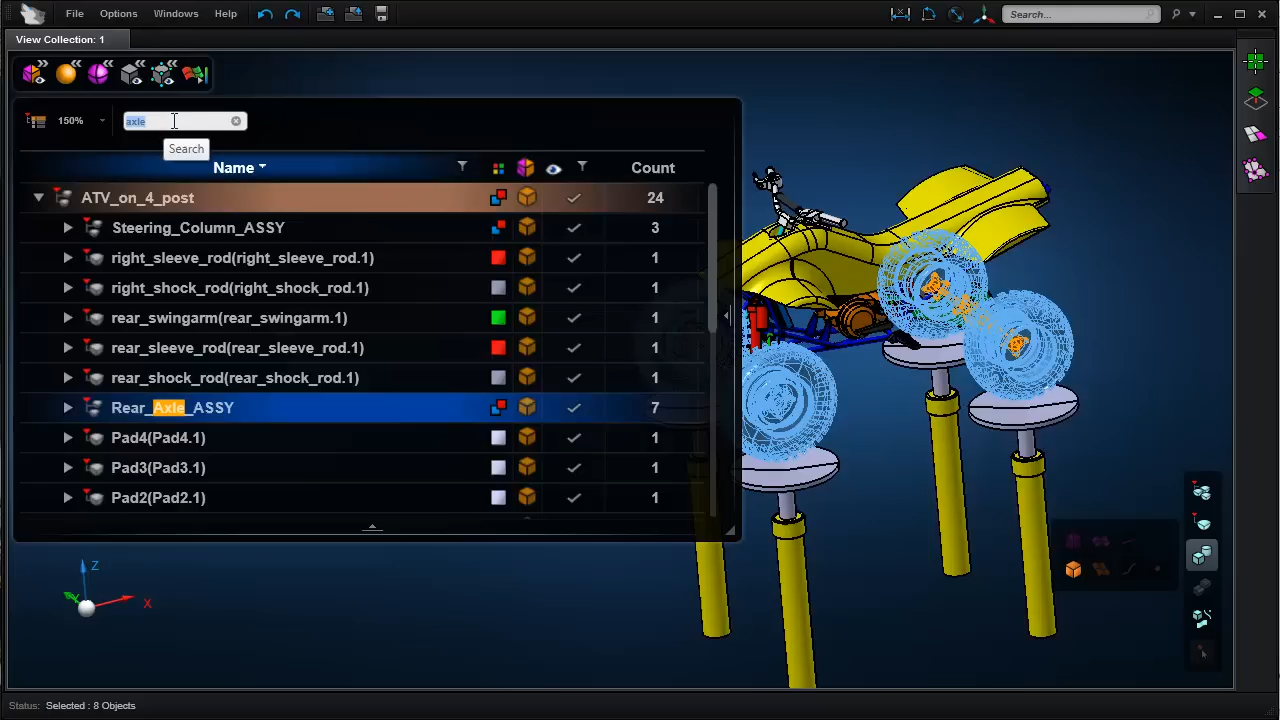 File Options Windows Help Search...
View Collection: 1
150% axle
Search
Name Count
ATV_on_4_post 24
Steering_Column_ASSY 3
right_sleeve_rod(right_sleeve_rod.1) 1
right_shock_rod(right_shock_rod.1) 1
rear_swingarm(rear_swingarm.1) 1
rear_sleeve_rod(rear_sleeve_rod.1) 1
rear_shock_rod(rear_shock_rod.1) 1
Rear_Axle_ASSY 7
Pad4(Pad4.1) 1
Pad3(Pad3.1) 1
Pad2(Pad2.1) 1
Z
Y
X
Status: Selected : 8 Objects